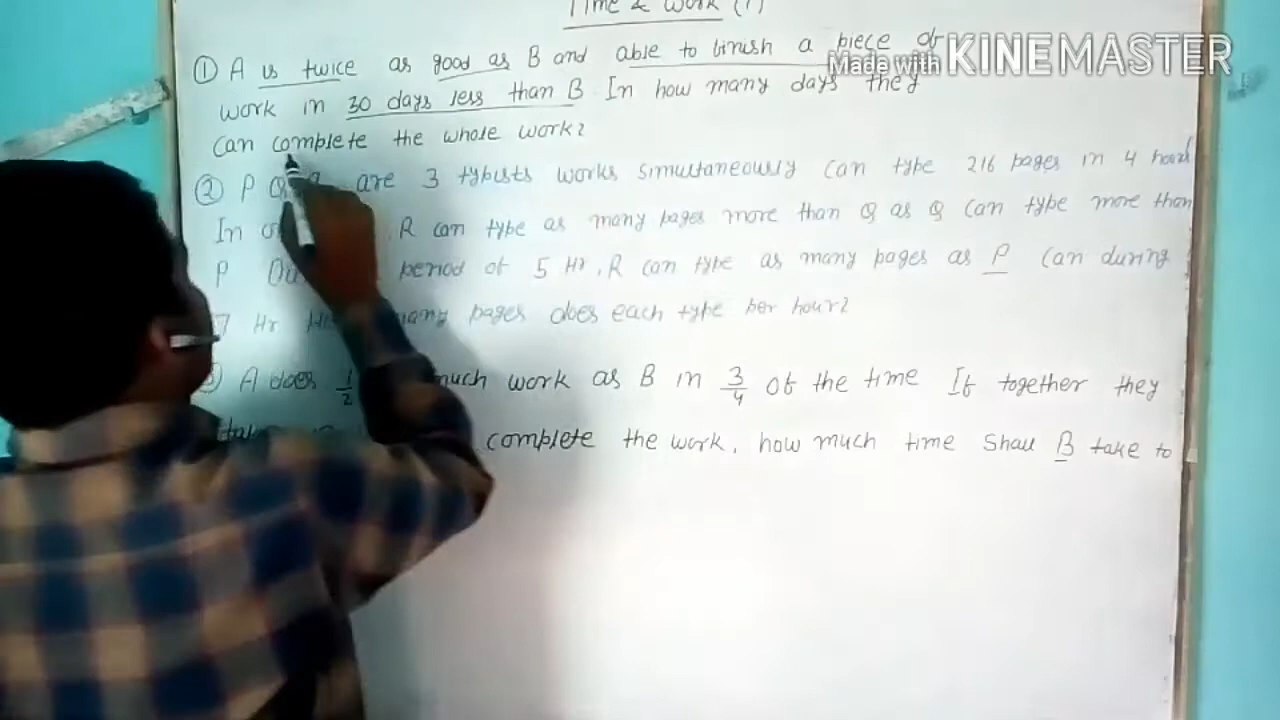 Time & Work (1)
① A is twice as good as B and able to finish a piece of
Made with KINEMASTER
work in 30 days less than B In how many days they
can complete the whole work?
② P Q are 3 typists works simultaneously can type 216 pages in 4 hours
In R can type as many pages more than Q as Q can type more than
P period of 5 Hr, R can type as many pages as P can during
7 Hr many pages does each type per hour?
A does 1/2 much work as B in 3/4 of the time If together they
complete the work, how much time shall B take to